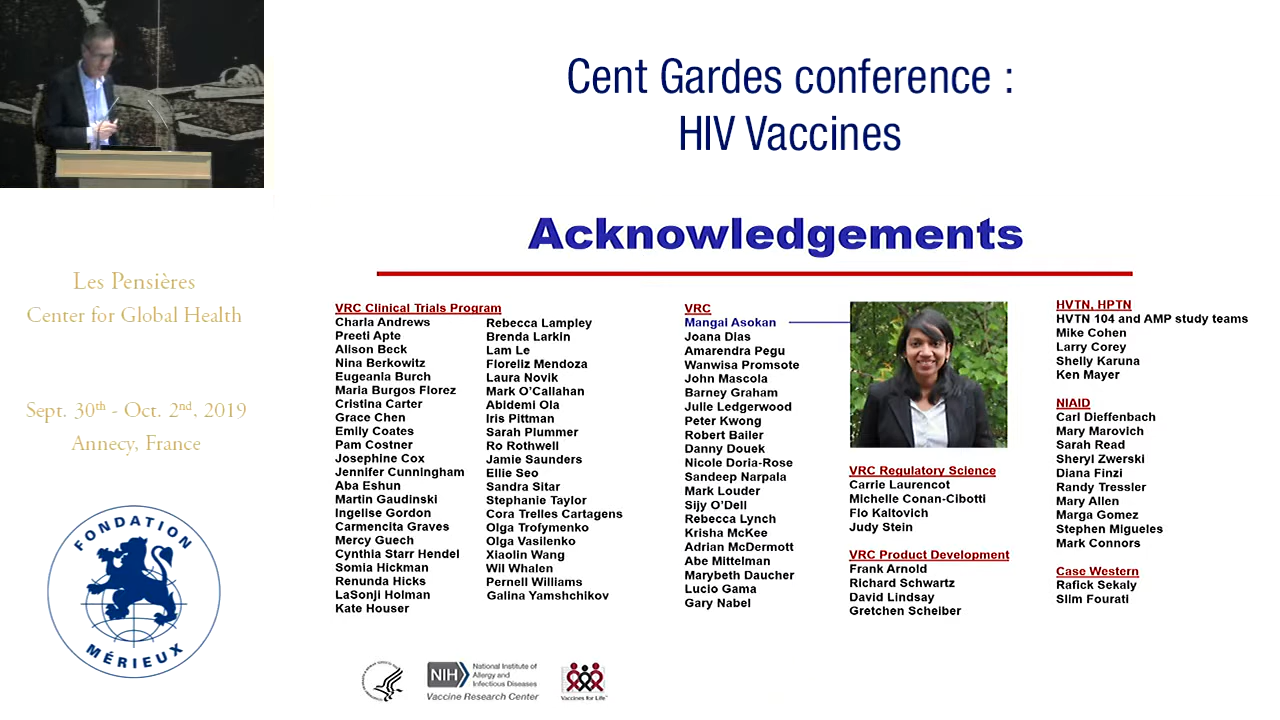 Cent Gardes conference :
HIV Vaccines
Les Pensières
Center for Global Health
Sept. 30th - Oct. 2nd, 2019
Annecy, France
FONDATION
MÉRIEUX
Acknowledgements
VRC Clinical Trials Program
Charla Andrews
Preeti Apte
Alison Beck
Nina Berkowitz
Eugeania Burch
Maria Burgos Florez
Cristina Carter
Grace Chen
Emily Coates
Pam Costner
Josephine Cox
Jennifer Cunningham
Aba Eshun
Martin Gaudinski
Ingelise Gordon
Carmencita Graves
Mercy Guech
Cynthia Starr Hendel
Somia Hickman
Renunda Hicks
LaSonji Holman
Kate Houser
Rebecca Lampley
Brenda Larkin
Lam Le
Floreliz Mendoza
Laura Novik
Mark O'Callahan
Abidemi Ola
Iris Pittman
Sarah Plummer
Ro Rothwell
Jamie Saunders
Ellie Seo
Sandra Sitar
Stephanie Taylor
Cora Trelles Cartagens
Olga Trofymenko
Olga Vasilenko
Xiaolin Wang
Wil Whalen
Pernell Williams
Galina Yamshchikov
VRC
Mangai Asokan
Joana Dias
Amarendra Pegu
Wanwisa Promsote
John Mascola
Barney Graham
Julie Ledgerwood
Peter Kwong
Robert Bailer
Danny Douek
Nicole Doria-Rose
Sandeep Narpala
Mark Louder
Sijy O'Dell
Rebecca Lynch
Krisha McKee
Adrian McDermott
Abe Mittelman
Marybeth Daucher
Lucio Gama
Gary Nabel
VRC Regulatory Science
Carrie Laurencot
Michelle Conan-Cibotti
Flo Kaltovich
Judy Stein
VRC Product Development
Frank Arnold
Richard Schwartz
David Lindsay
Gretchen Scheiber
HVTN, HPTN
HVTN 104 and AMP study teams
Mike Cohen
Larry Corey
Shelly Karuna
Ken Mayer
NIAID
Carl Dieffenbach
Mary Marovich
Sarah Read
Sheryl Zwerski
Diana Finzi
Randy Tressler
Mary Allen
Marga Gomez
Stephen Migueles
Mark Connors
Case Western
Rafick Sekaly
Slim Fourati
NIH
National Institute of
Allergy and
Infectious Diseases
Vaccine Research Center
Vaccines for Life